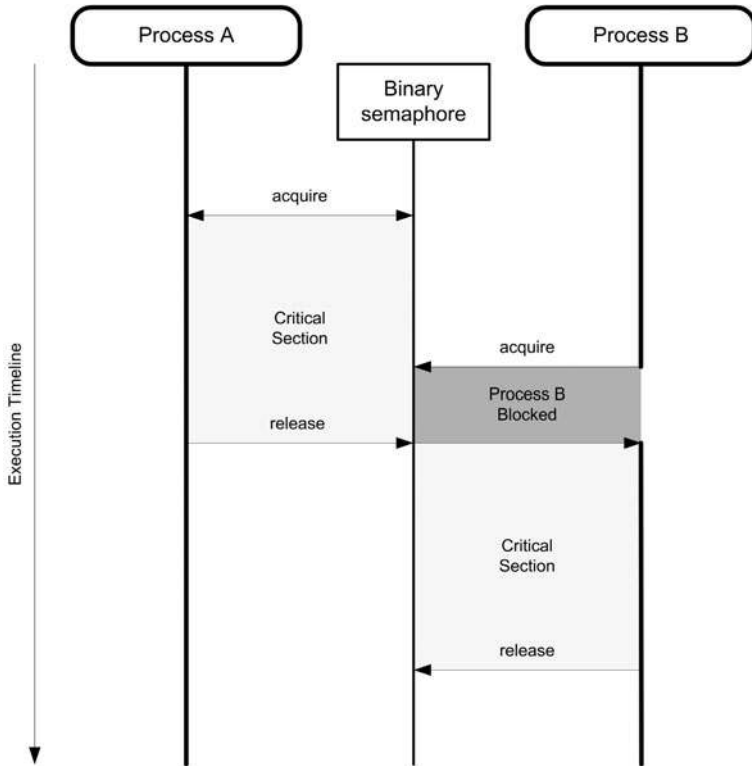 Process A
Process B
Binary
semaphore
acquire
Critical
Section
acquire
Process B
Blocked
release
Critical
Section
release
Execution Timeline